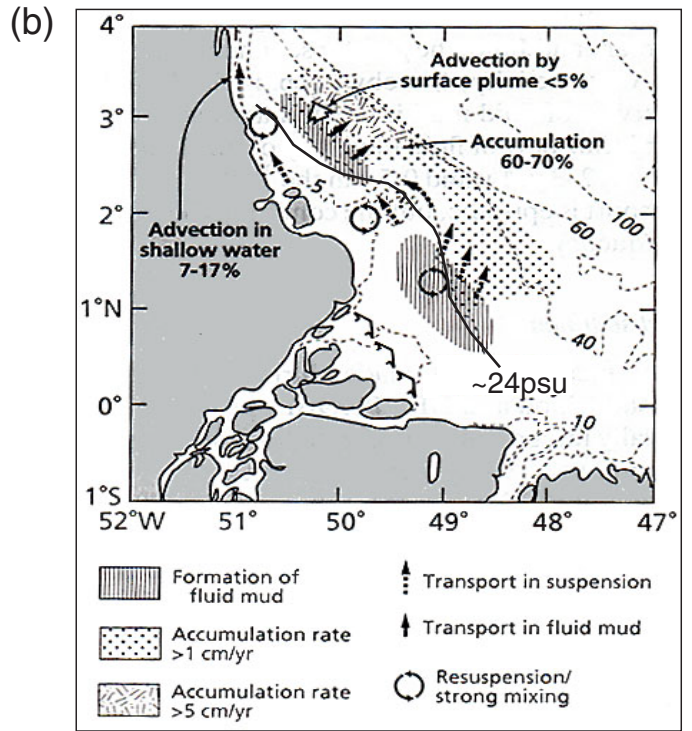 (b)
4°
3°
2°
1°N
0°
1°S
52°W
51°
50°
49°
48°
47°
Advection by
surface plume <5%
Accumulation
60-70%
Advection in
shallow water
7-17%
5
100
60
40
10
~24psu
Formation of
fluid mud
Accumulation rate
>1 cm/yr
Accumulation rate
>5 cm/yr
Transport in suspension
Transport in fluid mud
Resuspension/
strong mixing